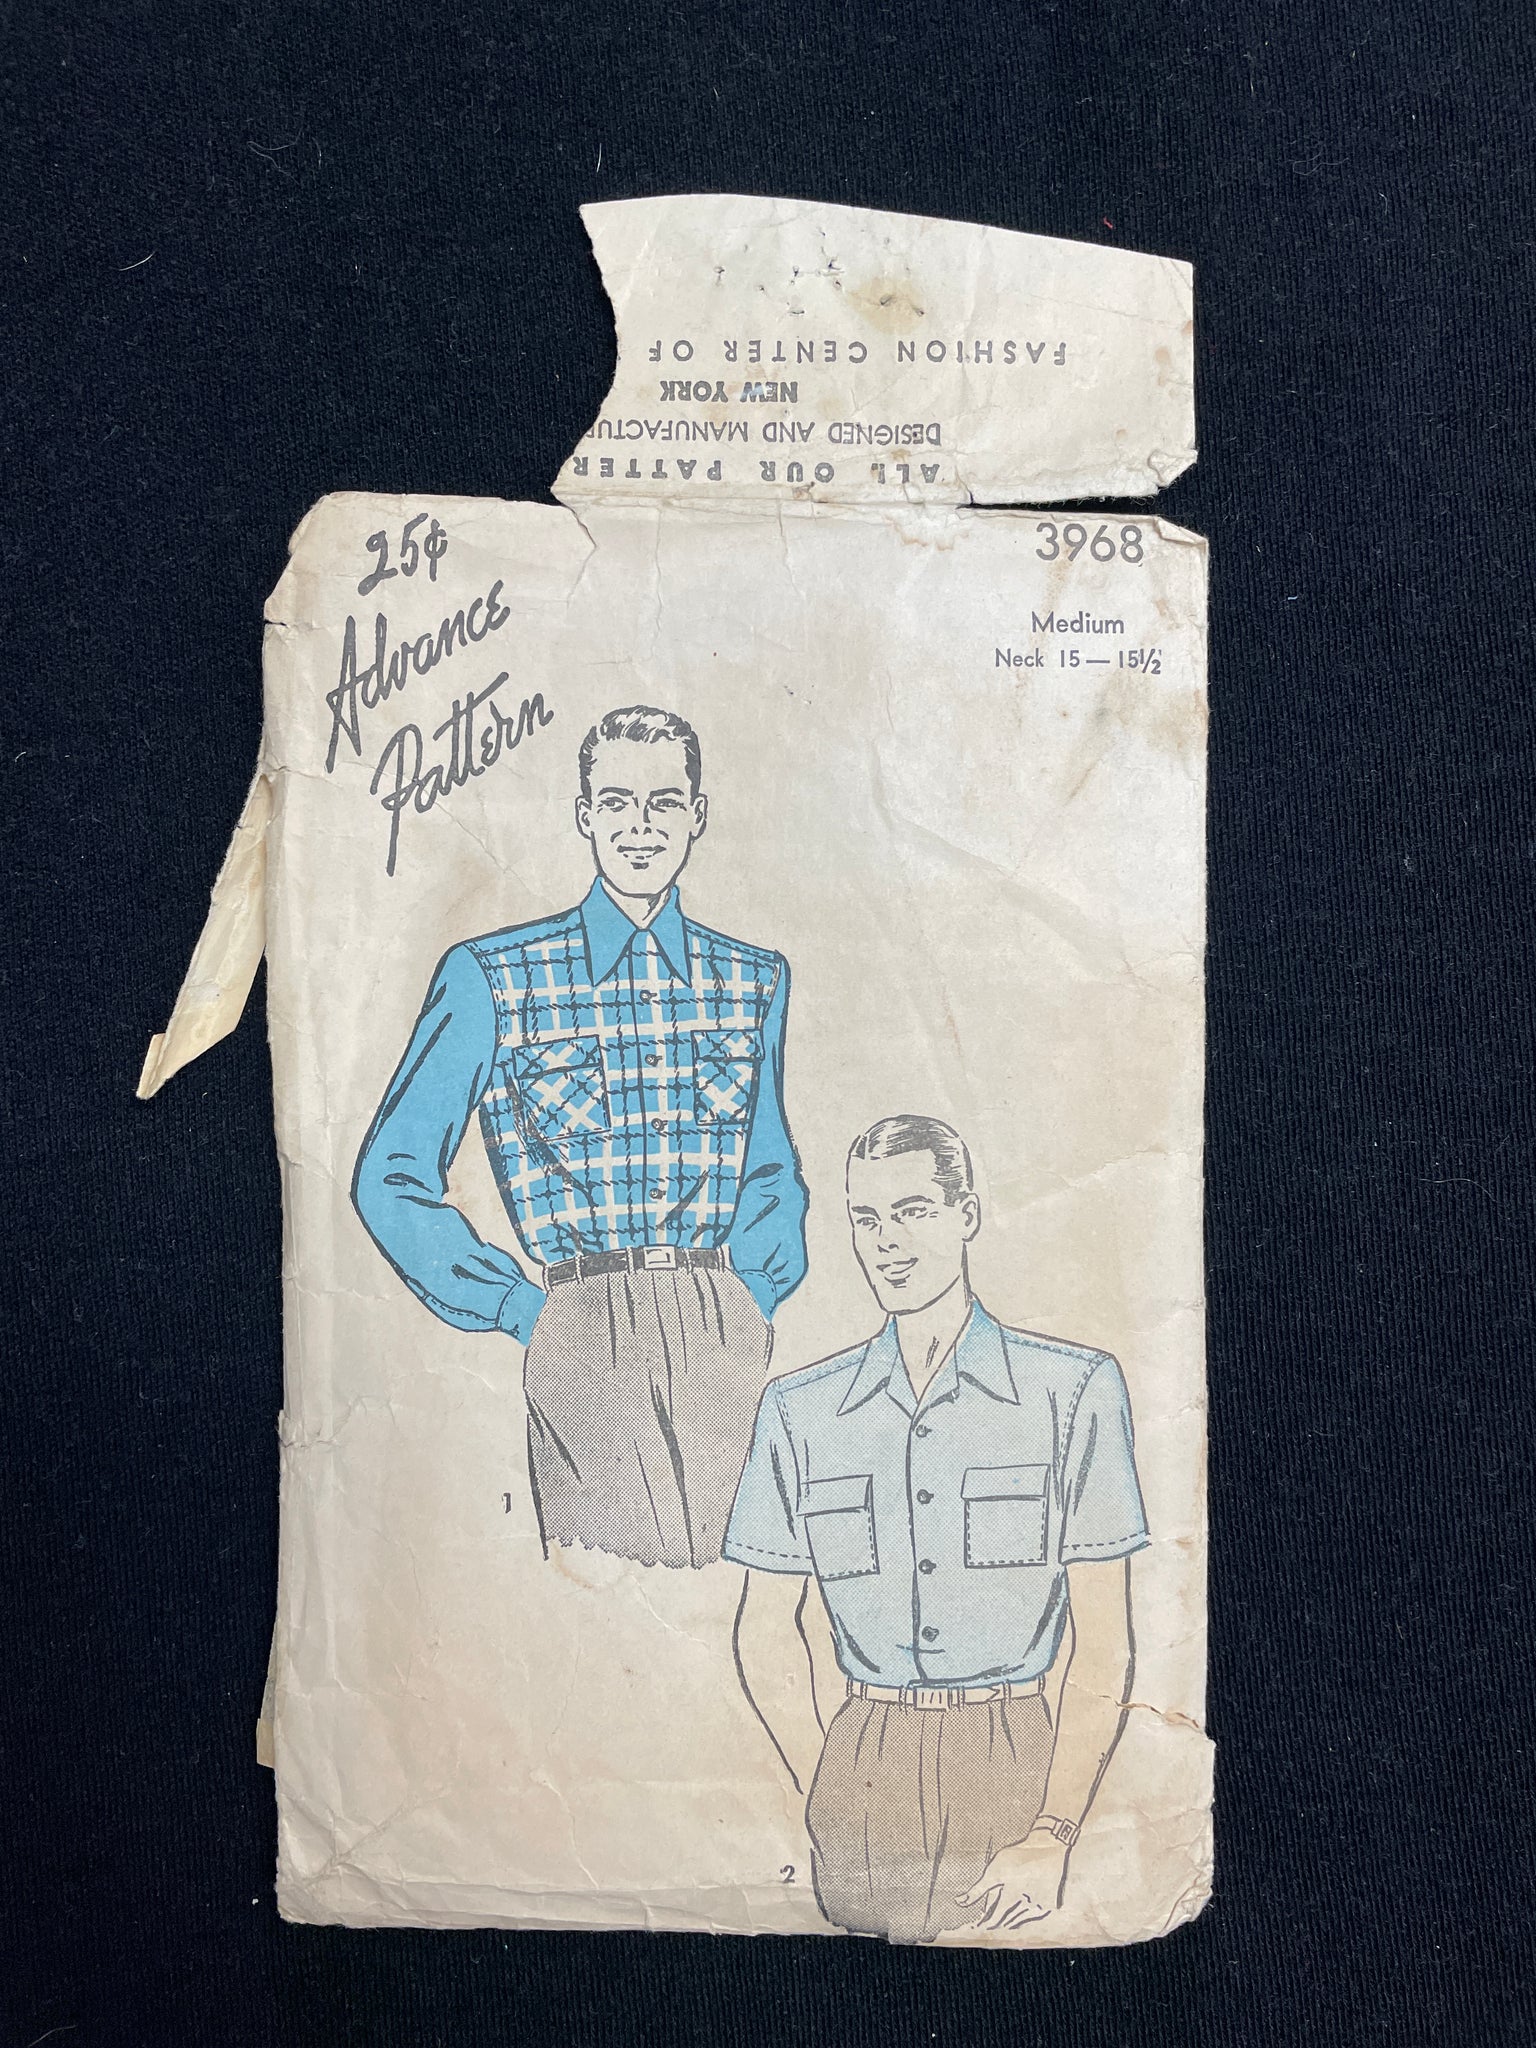 FASHION CENTER OF
NEW YORK
DESIGNED AND MANUFACTU
ALL OUR PATTER
25¢
Advance
Pattern
3968
Medium
Neck 15 — 15½
1
2